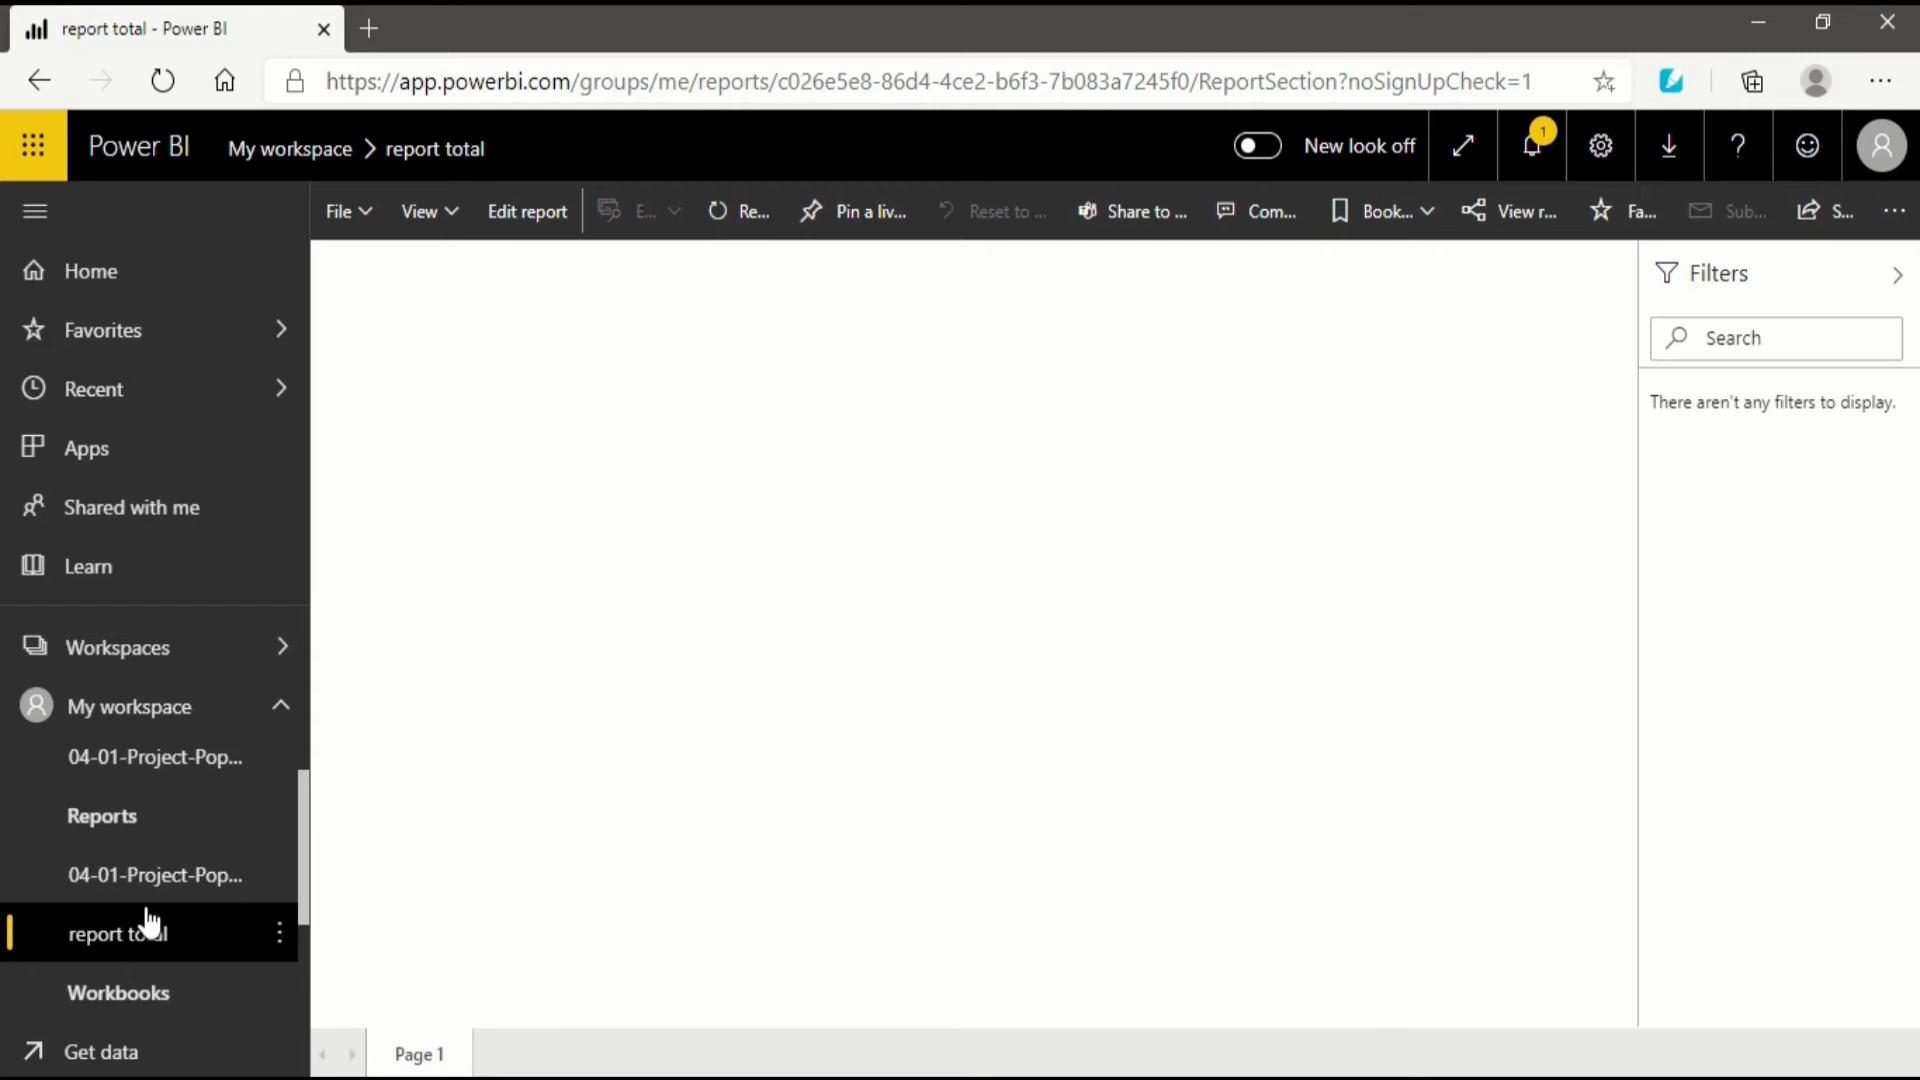 report total - Power BI
https://app.powerbi.com/groups/me/reports/c026e5e8-86d4-4ce2-b6f3-7b083a7245f0/ReportSection?noSignUpCheck=1
Power BI My workspace > report total New look off 1
File View Edit report E... Re... Pin a liv... Reset to ... Share to ... Com... Book... View r... Fa... Sub... S...
Home
Favorites
Recent
Apps
Shared with me
Learn
Workspaces
My workspace
04-01-Project-Pop...
Reports
04-01-Project-Pop...
report total
Workbooks
Get data
Filters
Search
There aren't any filters to display.
Page 1